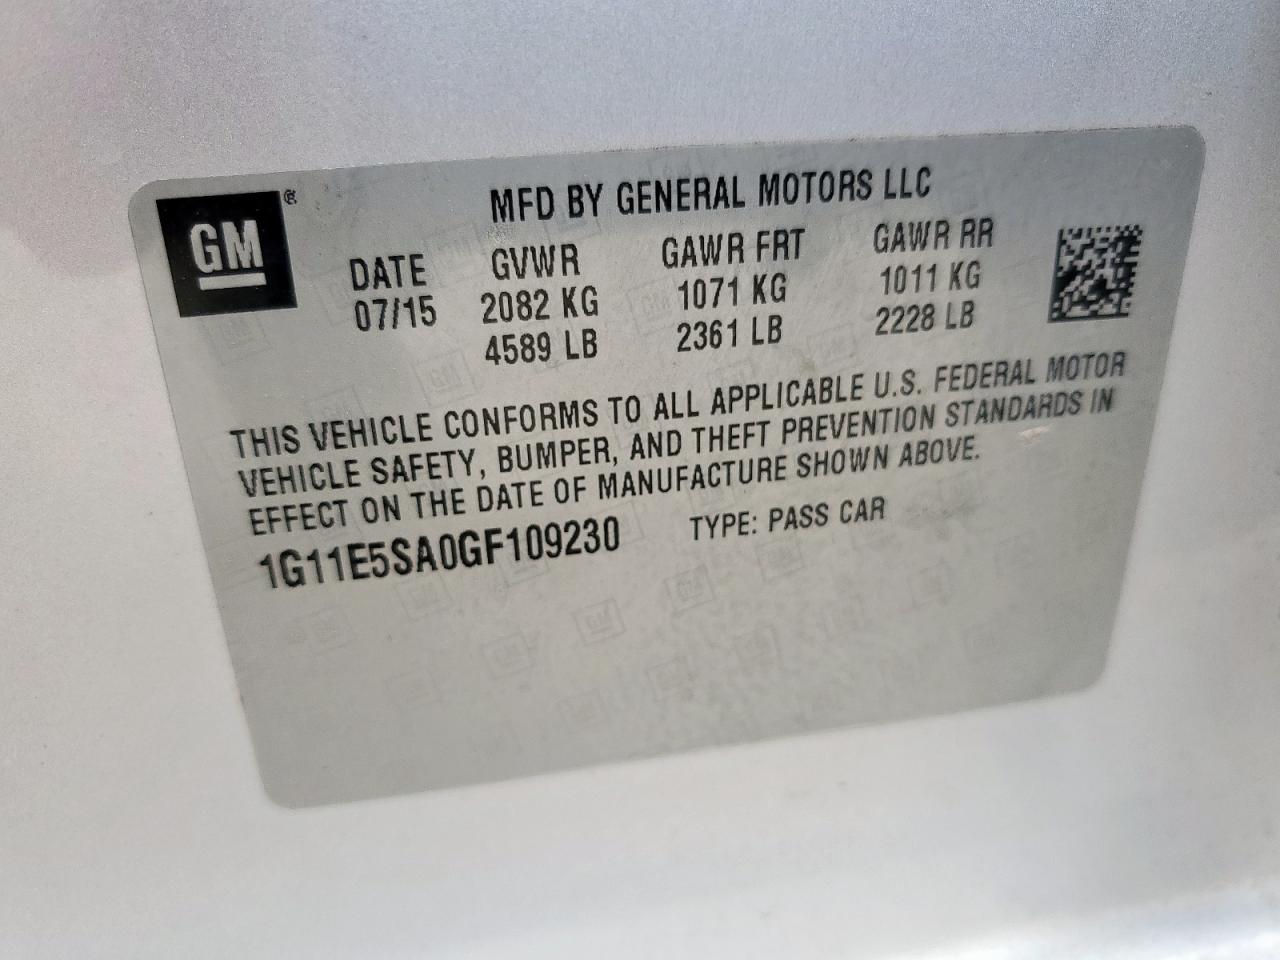 GM
MFD BY GENERAL MOTORS LLC
DATE GVWR GAWR FRT GAWR RR
07/15 2082 KG 1071 KG 1011 KG
4589 LB 2361 LB 2228 LB
THIS VEHICLE CONFORMS TO ALL APPLICABLE U.S. FEDERAL MOTOR
VEHICLE SAFETY, BUMPER, AND THEFT PREVENTION STANDARDS IN
EFFECT ON THE DATE OF MANUFACTURE SHOWN ABOVE.
1G11E5SA0GF109230 TYPE: PASS CAR